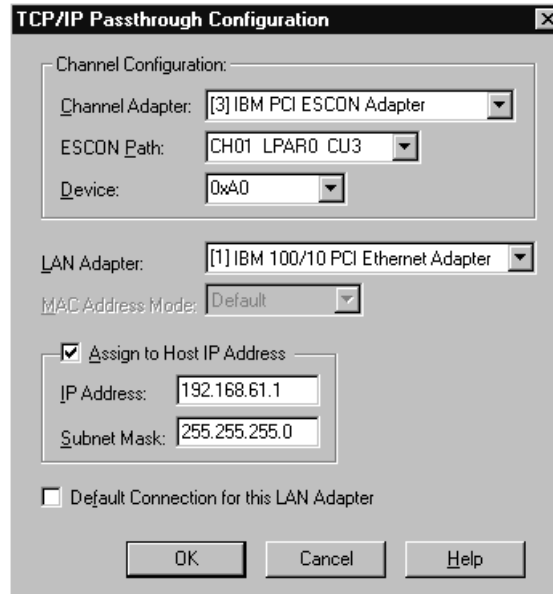 TCP/IP Passthrough Configuration
Channel Configuration:
Channel Adapter: [3] IBM PCI ESCON Adapter
ESCON Path: CH01 LPAR0 CU3
Device: 0xA0
LAN Adapter: [1] IBM 100/10 PCI Ethernet Adapter
MAC Address Mode: Default
Assign to Host IP Address
IP Address: 192.168.61.1
Subnet Mask: 255.255.255.0
Default Connection for this LAN Adapter
OK Cancel Help